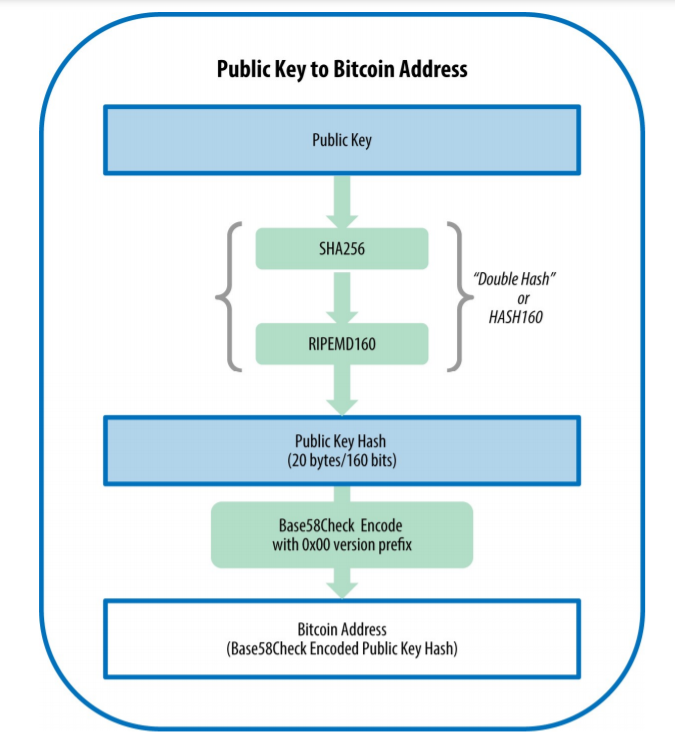 Public Key to Bitcoin Address
Public Key
SHA256
"Double Hash"
or
HASH160
RIPEMD160
Public Key Hash
(20 bytes/160 bits)
Base58Check Encode
with 0x00 version prefix
Bitcoin Address
(Base58Check Encoded Public Key Hash)